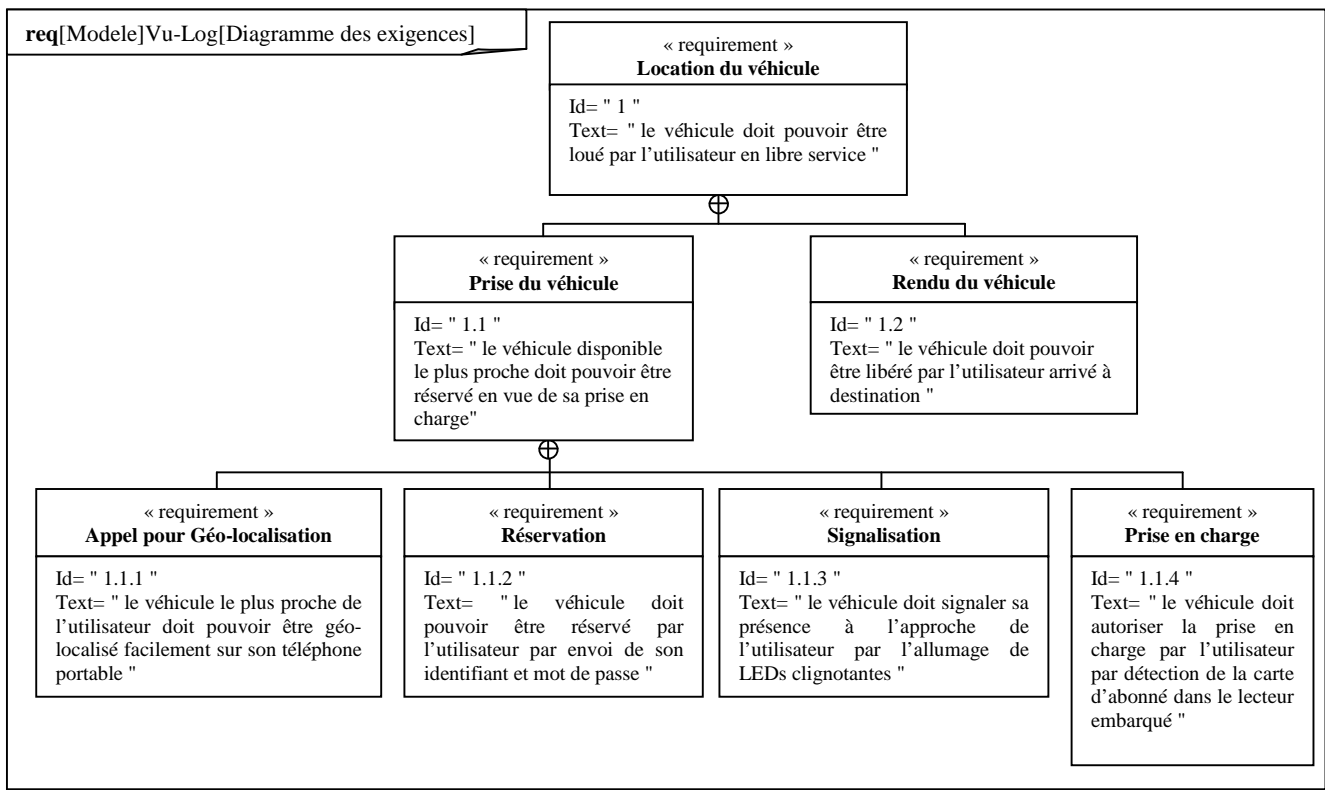 req[Modele]Vu-Log[Diagramme des exigences]
« requirement »
Location du véhicule
Id= " 1 "
Text= " le véhicule doit pouvoir être
loué par l'utilisateur en libre service "
« requirement »
Prise du véhicule
Id= " 1.1 "
Text= " le véhicule disponible
le plus proche doit pouvoir être
réservé en vue de sa prise en
charge"
« requirement »
Rendu du véhicule
Id= " 1.2 "
Text= " le véhicule doit pouvoir
être libéré par l'utilisateur arrivé à
destination "
« requirement »
Appel pour Géo-localisation
Id= " 1.1.1 "
Text= " le véhicule le plus proche de
l'utilisateur doit pouvoir être géo-
localisé facilement sur son téléphone
portable "
« requirement »
Réservation
Id= " 1.1.2 "
Text= " le véhicule doit
pouvoir être réservé par
l'utilisateur par envoi de son
identifiant et mot de passe "
« requirement »
Signalisation
Id= " 1.1.3 "
Text= " le véhicule doit signaler sa
présence à l'approche de
l'utilisateur par l'allumage de
LEDs clignotantes "
« requirement »
Prise en charge
Id= " 1.1.4 "
Text= " le véhicule doit
autoriser la prise en
charge par l'utilisateur
par détection de la carte
d'abonné dans le lecteur
embarqué "